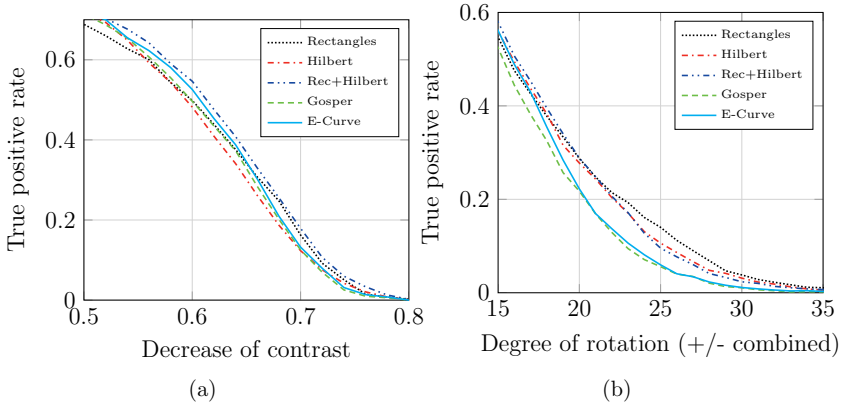 True positive rate
0.6
0.4
0.2
0
0.5
0.6
0.7
0.8
Decrease of contrast
Rectangles
Hilbert
Rec+Hilbert
Gosper
E-Curve
(a)
True positive rate
0.6
0.4
0.2
0
15
20
25
30
35
Degree of rotation (+/- combined)
Rectangles
Hilbert
Rec+Hilbert
Gosper
E-Curve
(b)